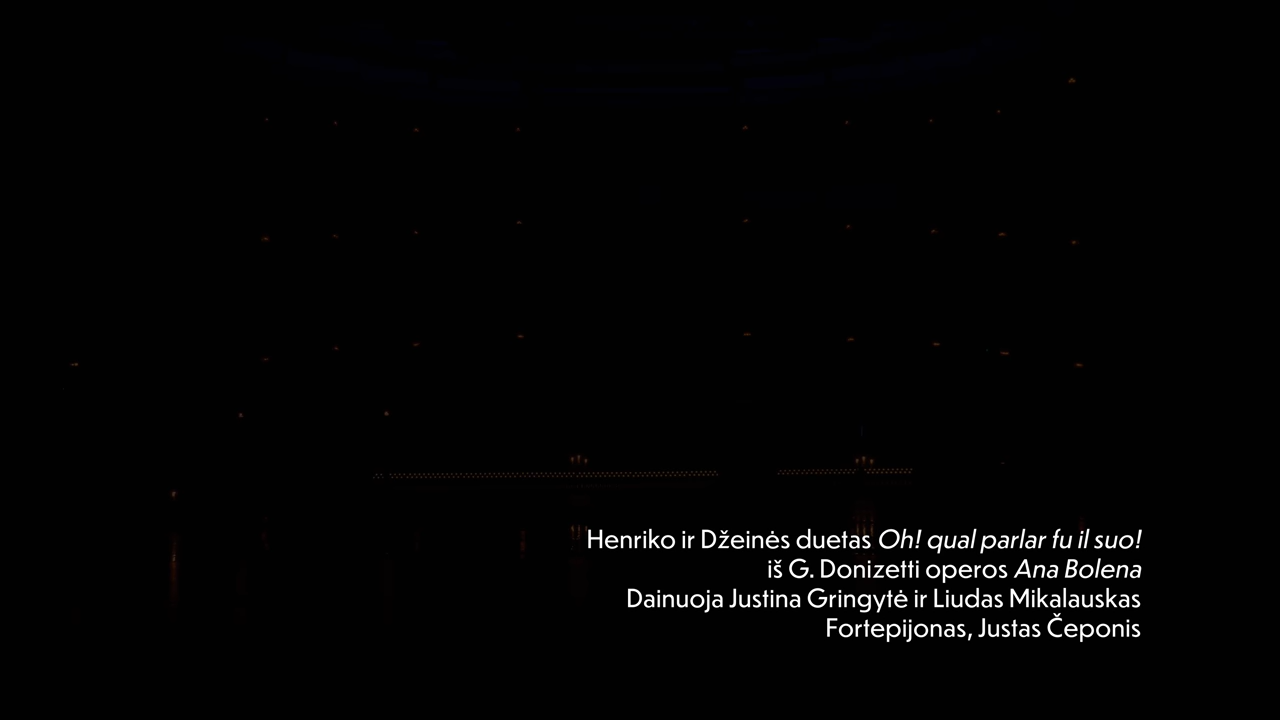 Henriko ir Džeinės duetas Oh! qual parlar fu il suo!
iš G. Donizetti operos Ana Bolena
Dainuoja Justina Gringytė ir Liudas Mikalauskas
Fortepijonas, Justas Čeponis